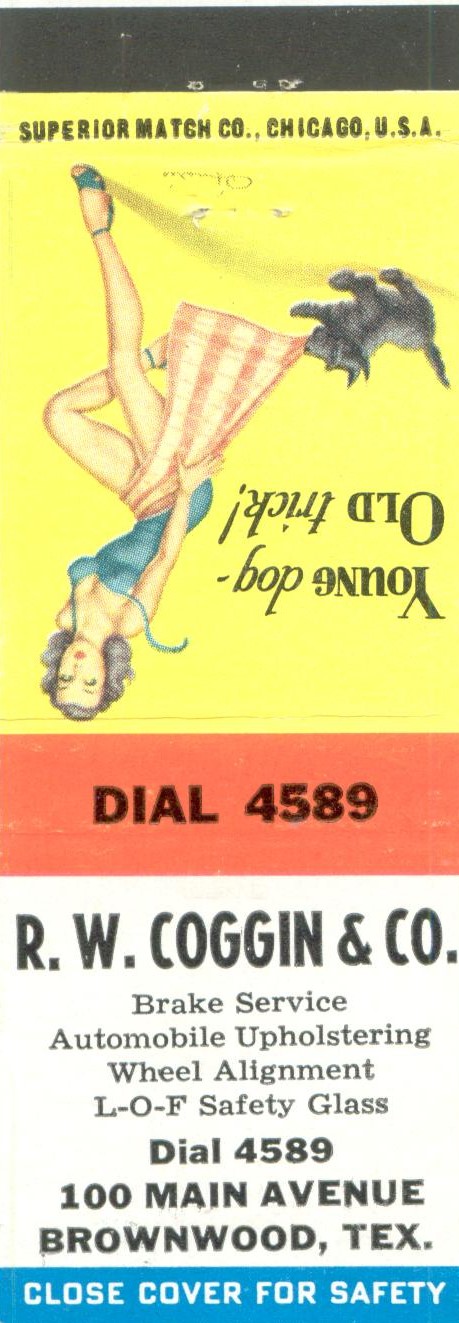 SUPERIOR MATCH CO., CHICAGO, U.S.A.
YOUNG dog-
OLD trick!
DIAL 4589
R. W. COGGIN & CO.
Brake Service
Automobile Upholstering
Wheel Alignment
L-O-F Safety Glass
Dial 4589
100 MAIN AVENUE
BROWNWOOD, TEX.
CLOSE COVER FOR SAFETY